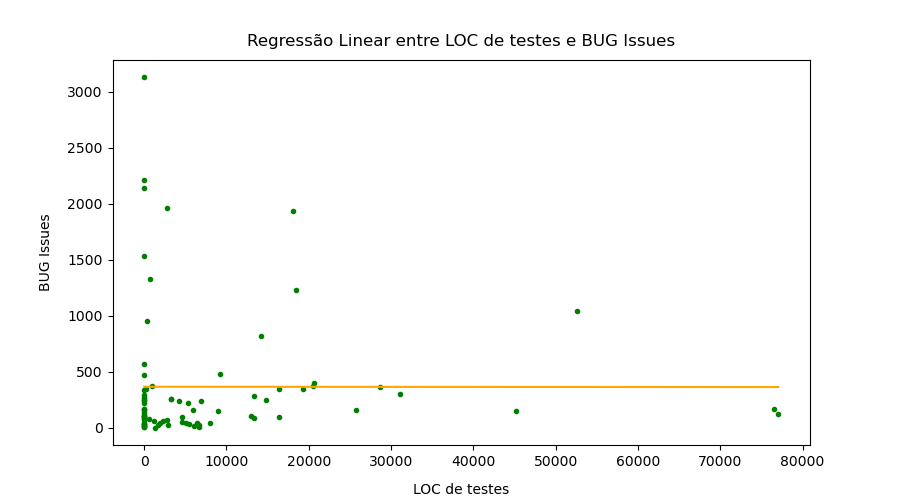 Regressão Linear entre LOC de testes e BUG Issues
3000
2500
2000
1500
1000
500
0
BUG Issues
0 10000 20000 30000 40000 50000 60000 70000 80000
LOC de testes